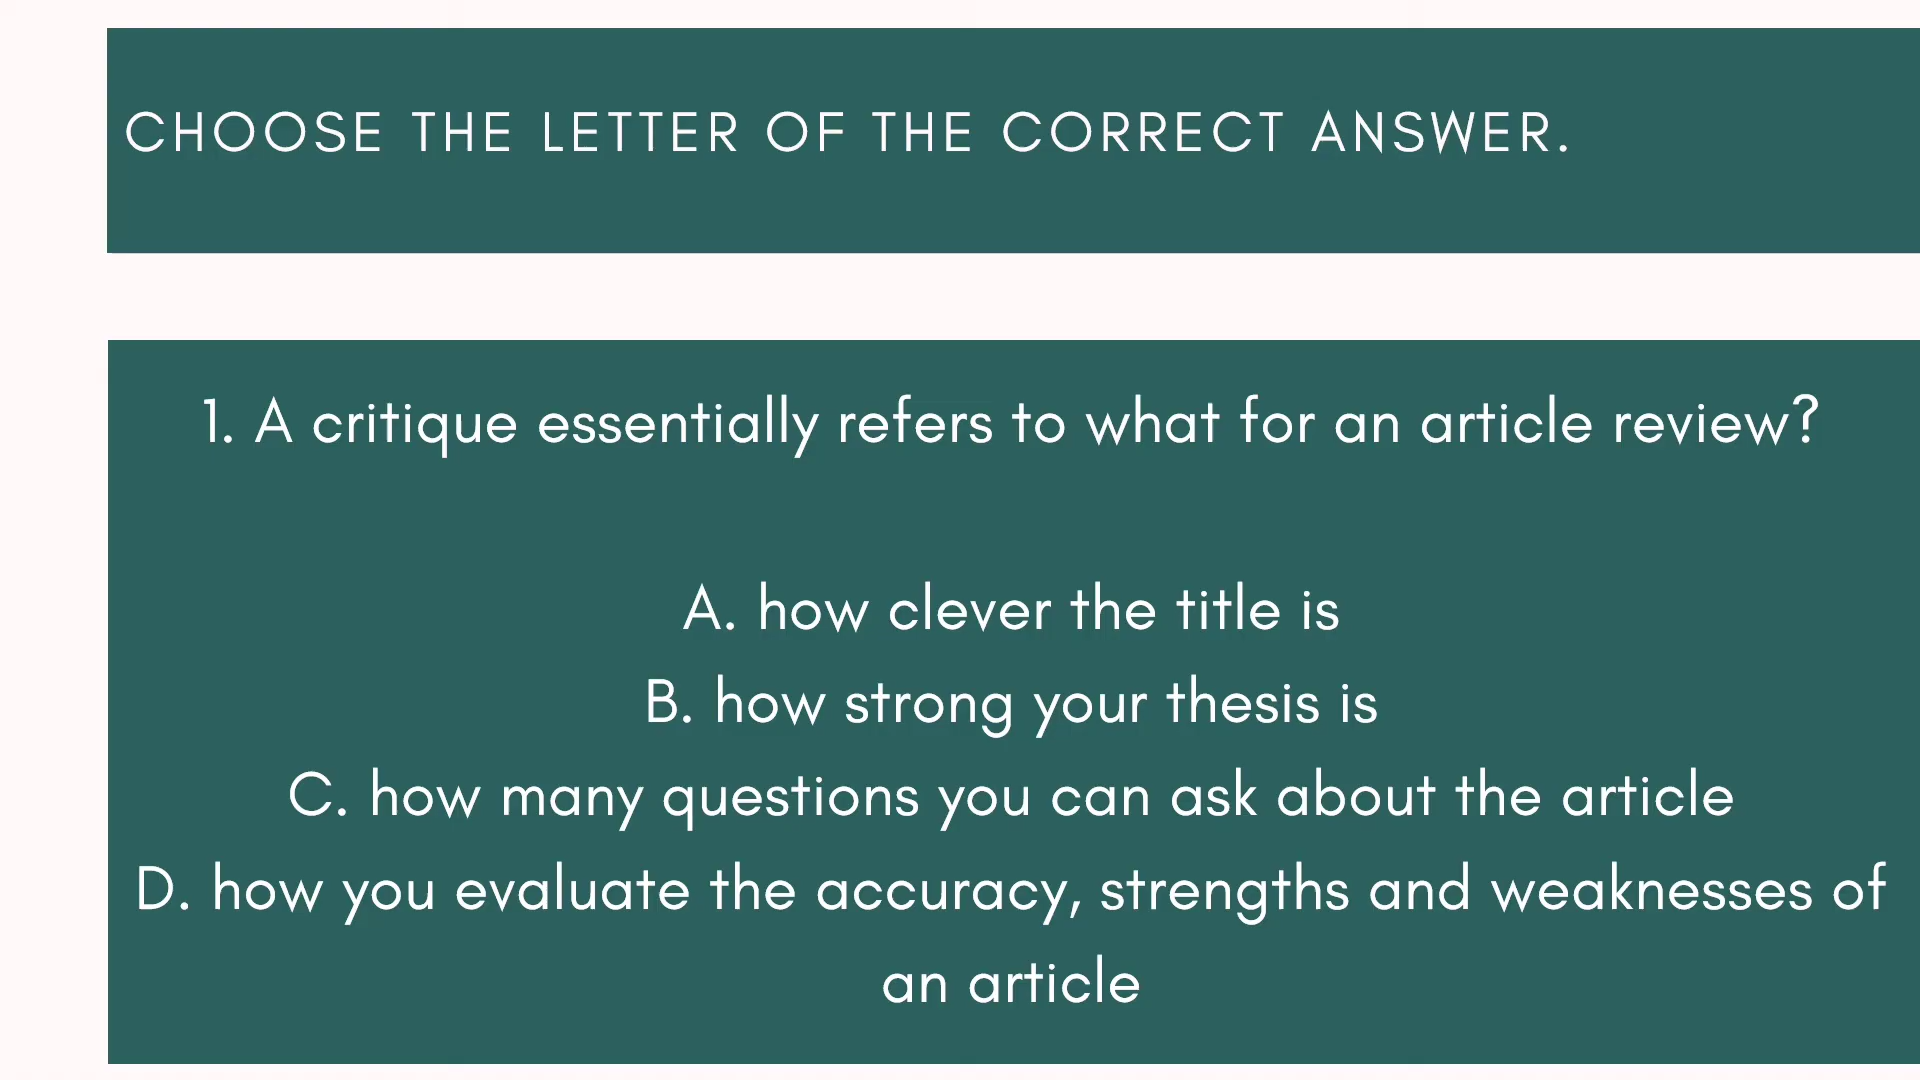 CHOOSE THE LETTER OF THE CORRECT ANSWER.
1. A critique essentially refers to what for an article review?
A. how clever the title is
B. how strong your thesis is
C. how many questions you can ask about the article
D. how you evaluate the accuracy, strengths and weaknesses of
an article